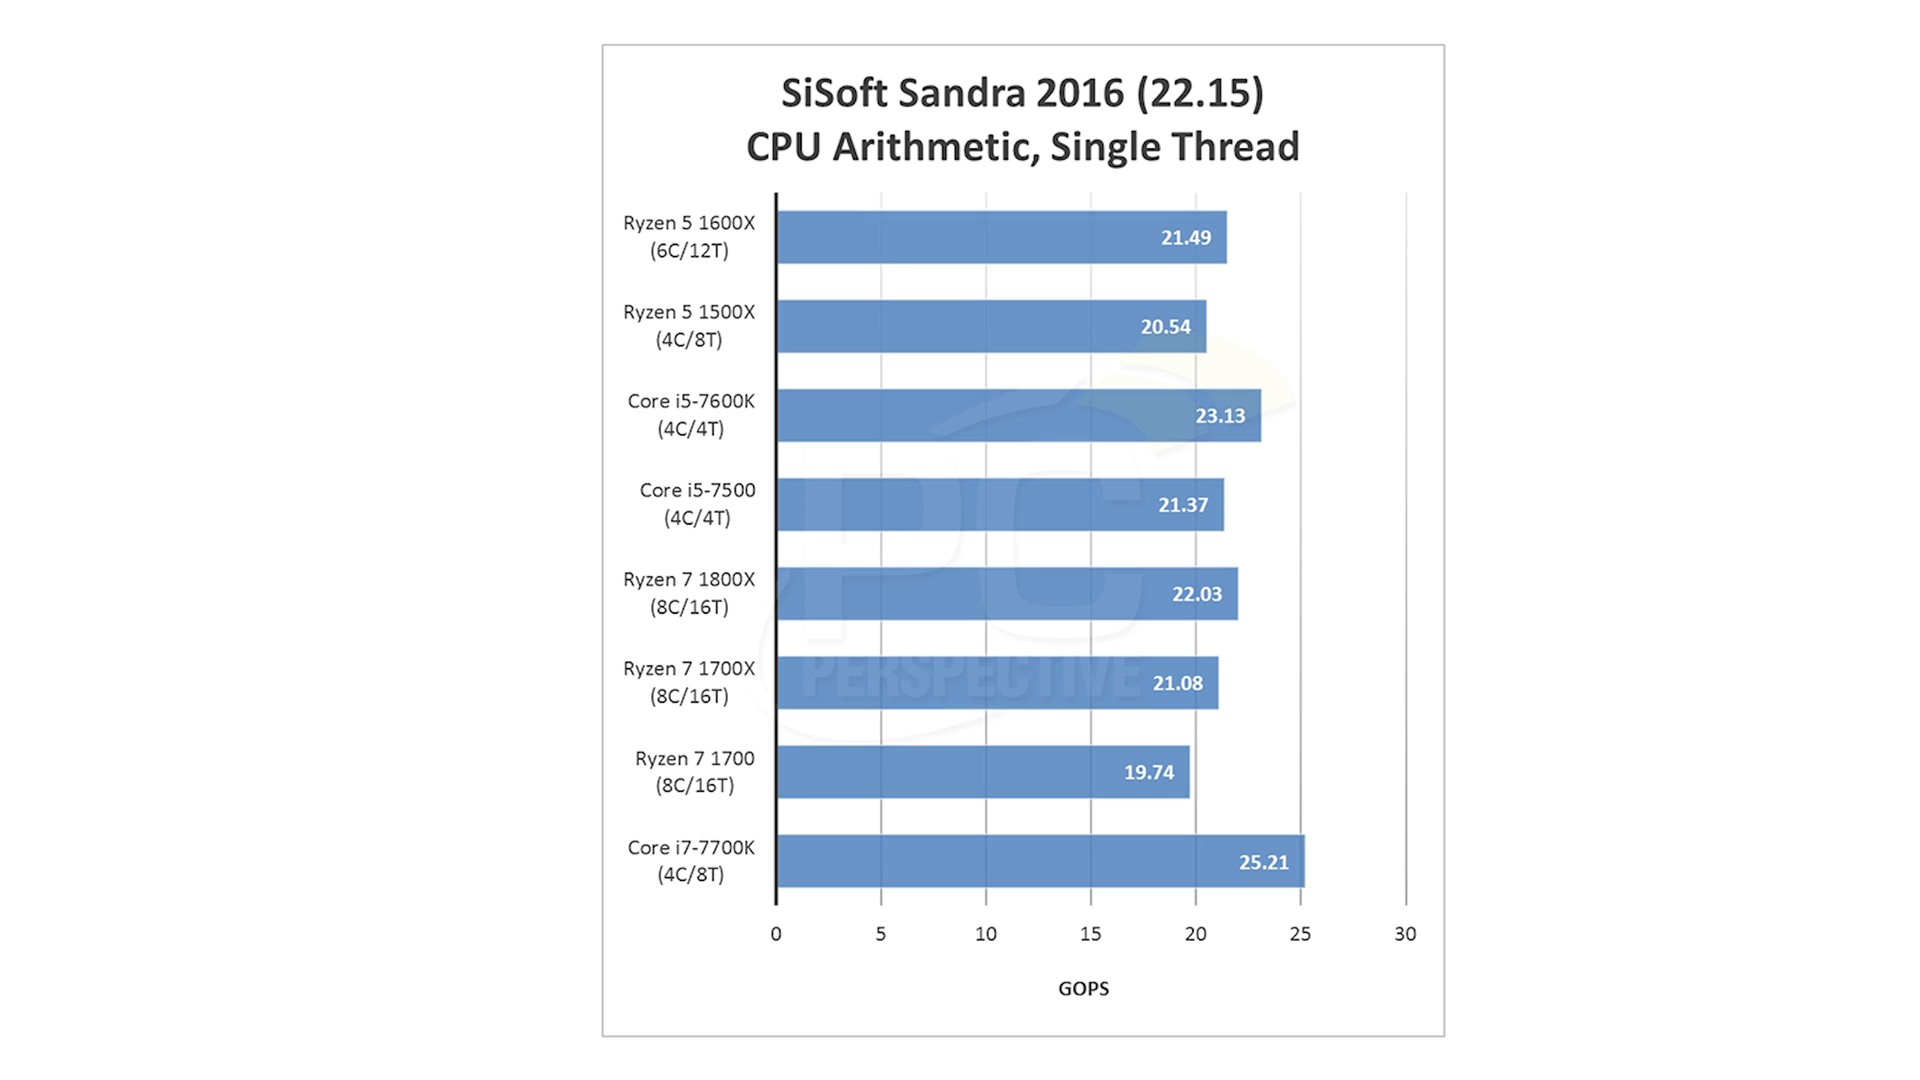 SiSoft Sandra 2016 (22.15)
CPU Arithmetic, Single Thread
Ryzen 5 1600X
(6C/12T)
21.49
Ryzen 5 1500X
(4C/8T)
20.54
Core i5-7600K
(4C/4T)
23.13
Core i5-7500
(4C/4T)
21.37
Ryzen 7 1800X
(8C/16T)
22.03
Ryzen 7 1700X
(8C/16T)
21.08
Ryzen 7 1700
(8C/16T)
19.74
Core i7-7700K
(4C/8T)
25.21
0 5 10 15 20 25 30
GOPS
PC
PERSPECTIVE